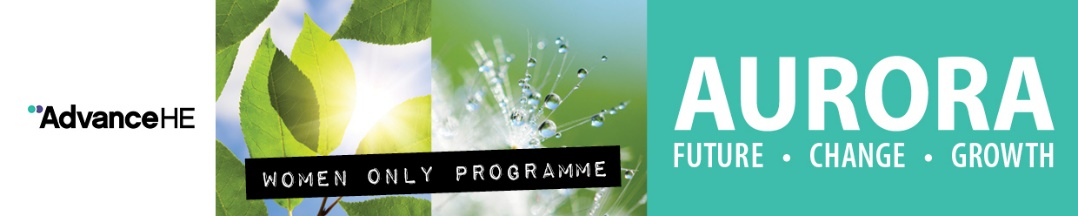 AdvanceHE
WOMEN ONLY PROGRAMME
AURORA
FUTURE • CHANGE • GROWTH